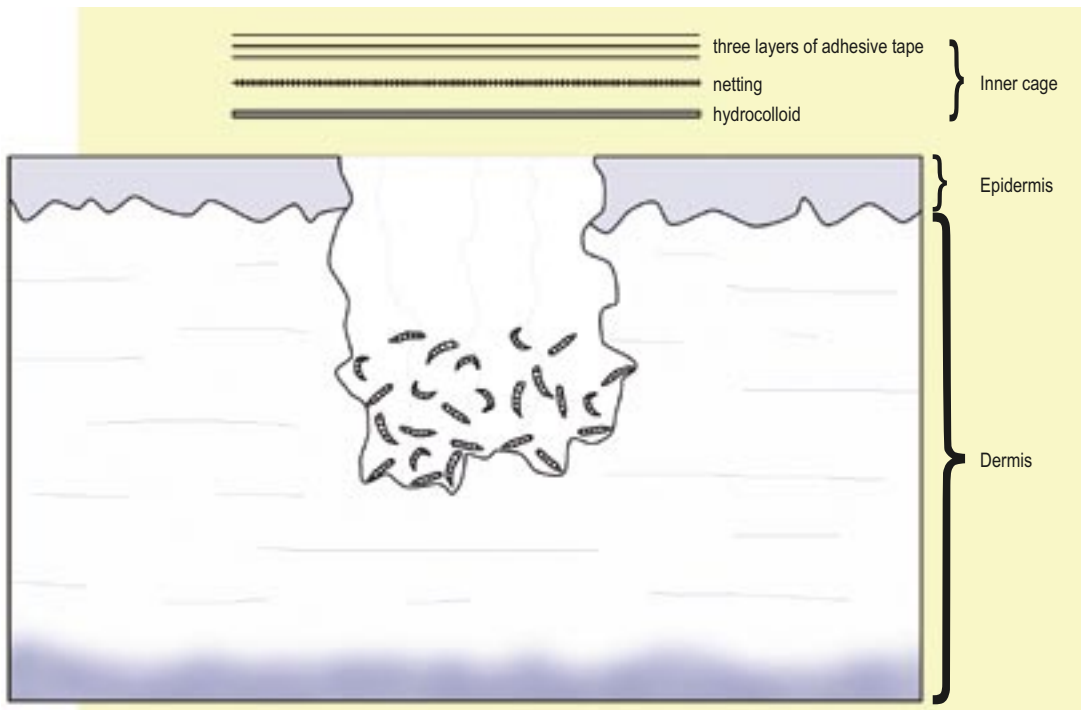 three layers of adhesive tape
netting
Inner cage
hydrocolloid
Epidermis
Dermis